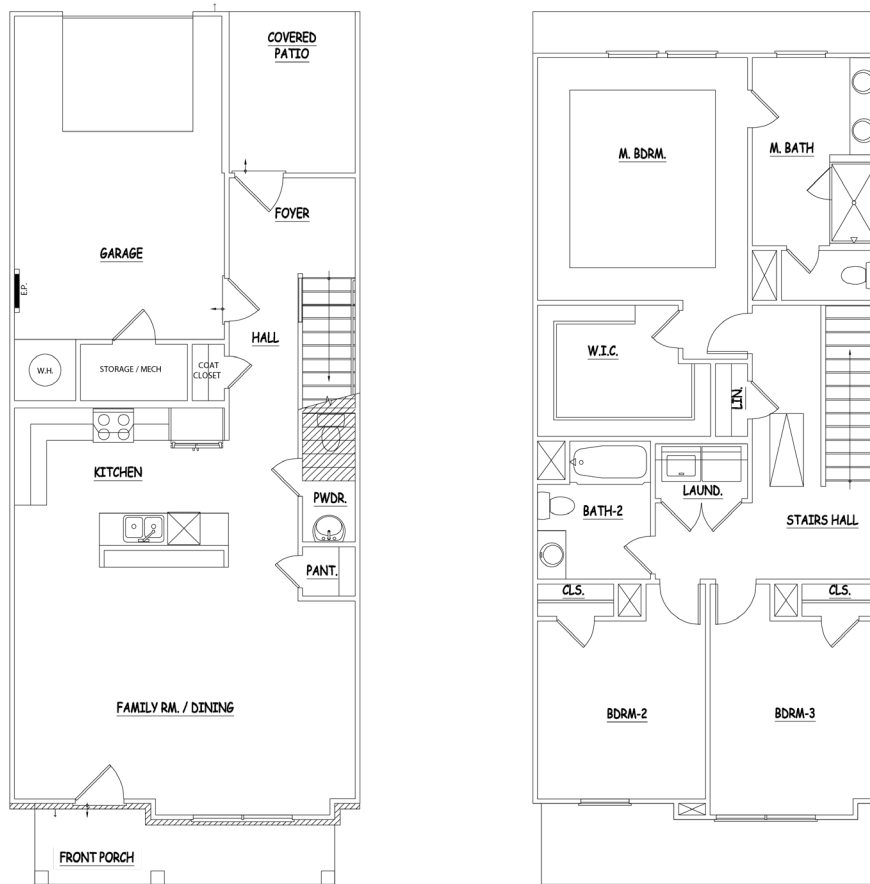 COVERED
PATIO
FOYER
GARAGE
E.P.
HALL
W.H.
STORAGE / MECH
COAT
CLOSET
KITCHEN
PWDR.
PANT.
FAMILY RM. / DINING
FRONT PORCH
M. BDRM.
M. BATH
W.I.C.
LIN.
LAUND.
BATH-2
STAIRS HALL
CLS.
CLS.
BDRM-2
BDRM-3